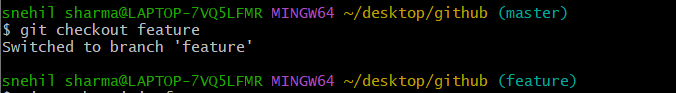 snehil sharma@LAPTOP-7VQ5LFMR MINGW64 ~/desktop/github (master)
$ git checkout feature
Switched to branch 'feature'
snehil sharma@LAPTOP-7VQ5LFMR MINGW64 ~/desktop/github (feature)